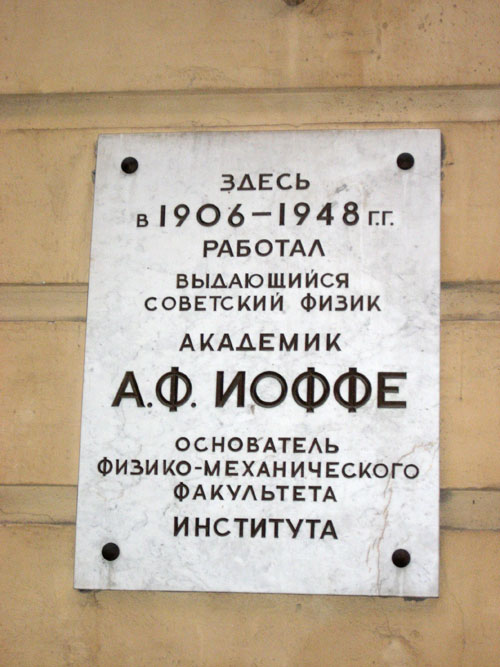 ЗДЕСЬ
В 1906-1948 Г.Г.
РАБОТАЛ
ВЫДАЮЩИЙСЯ
СОВЕТСКИЙ ФИЗИК
АКАДЕМИК
А.Ф. ИОФФЕ
ОСНОВАТЕЛЬ
ФИЗИКО-МЕХАНИЧЕСКОГО
ФАКУЛЬТЕТА
ИНСТИТУТА